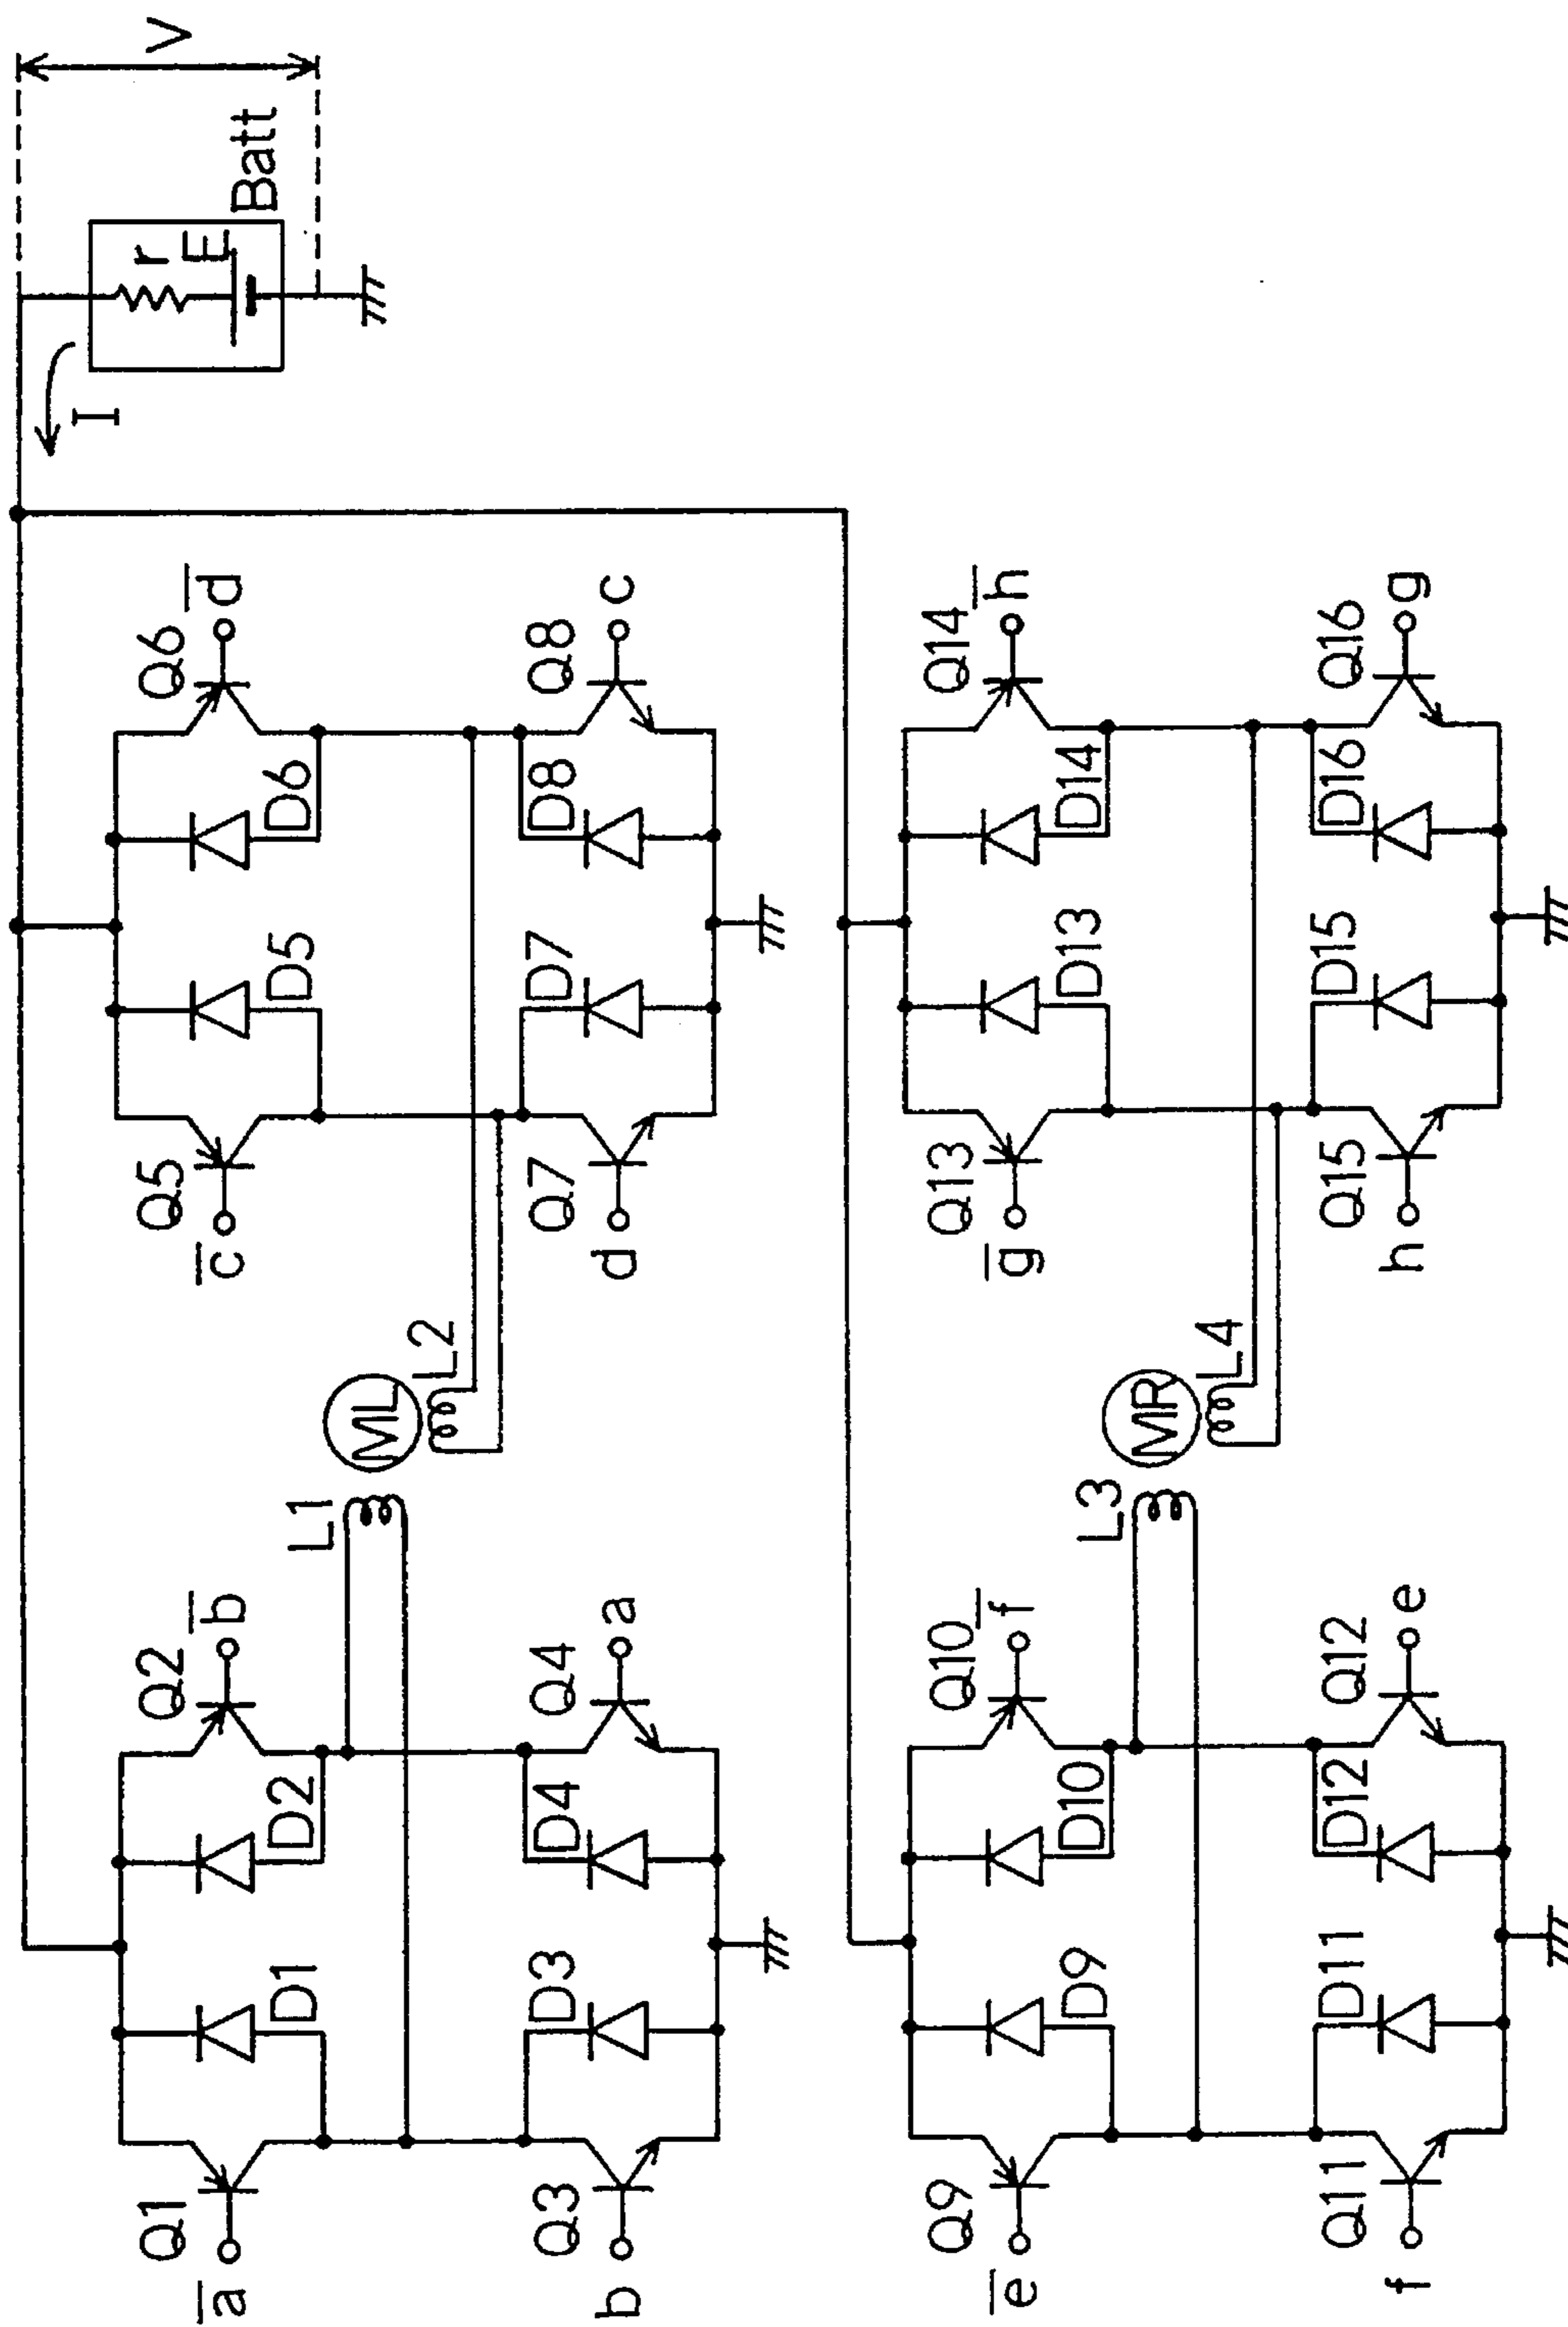 V
Batt
r
E
I
Q1
a̅
D1
D2
Q2
b̅
Q3
b
D3
D4
Q4
a
L1
ML
L2
Q5
c̅
D5
D6
Q6
d̅
Q7
d
D7
D8
Q8
c
Q9
e̅
D9
D10
Q10
f̅
Q11
f
D11
D12
Q12
e
L3
MR
L4
Q13
g̅
D13
D14
Q14
h̅
Q15
h
D15
D16
Q16
g